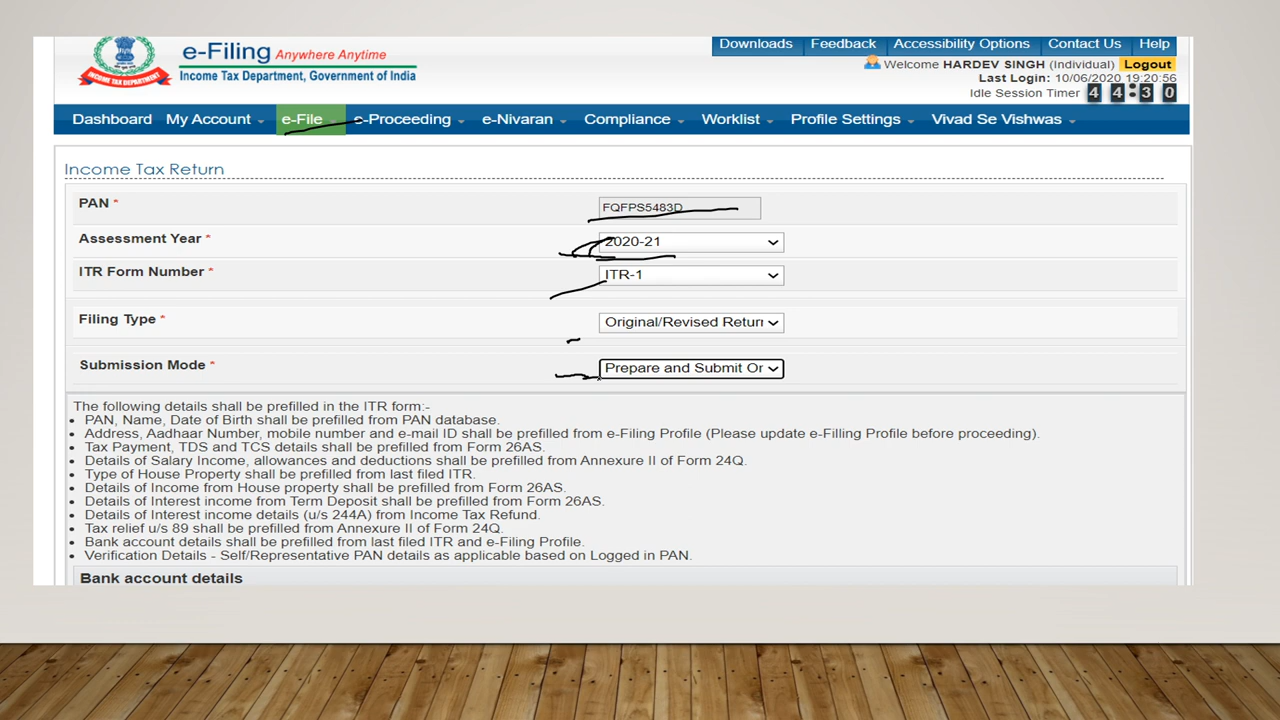 e-Filing Anywhere Anytime
Income Tax Department, Government of India
INCOME TAX DEPARTMENT
Downloads Feedback Accessibility Options Contact Us Help
Welcome HARDEV SINGH (Individual) Logout
Last Login: 10/06/2020 19:20:56
Idle Session Timer 4 4 : 3 0
Dashboard My Account e-File e-Proceeding e-Nivaran Compliance Worklist Profile Settings Vivad Se Vishwas
Income Tax Return
PAN * FQFPS5483D
Assessment Year * 2020-21
ITR Form Number * ITR-1
Filing Type * Original/Revised Return
Submission Mode * Prepare and Submit Or
The following details shall be prefilled in the ITR form:-
• PAN, Name, Date of Birth shall be prefilled from PAN database.
• Address, Aadhaar Number, mobile number and e-mail ID shall be prefilled from e-Filing Profile (Please update e-Filling Profile before proceeding).
• Tax Payment, TDS and TCS details shall be prefilled from Form 26AS.
• Details of Salary Income, allowances and deductions shall be prefilled from Annexure II of Form 24Q.
• Type of House Property shall be prefilled from last filed ITR.
• Details of Income from House property shall be prefilled from Form 26AS.
• Details of Interest income from Term Deposit shall be prefilled from Form 26AS.
• Details of Interest income details (u/s 244A) from Income Tax Refund.
• Tax relief u/s 89 shall be prefilled from Annexure II of Form 24Q.
• Bank account details shall be prefilled from last filed ITR and e-Filing Profile.
• Verification Details - Self/Representative PAN details as applicable based on Logged in PAN.
Bank account details